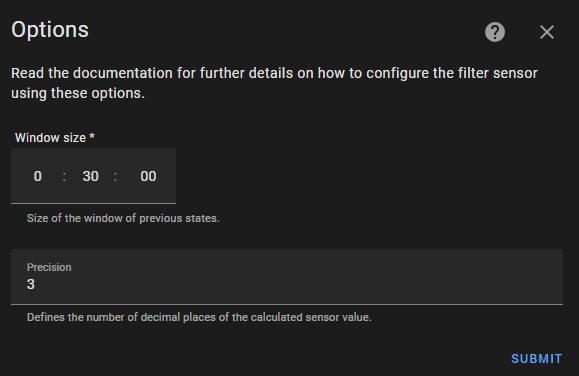 Options
Read the documentation for further details on how to configure the filter sensor
using these options.
Window size *
0 : 30 : 00
Size of the window of previous states.
Precision
3
Defines the number of decimal places of the calculated sensor value.
SUBMIT